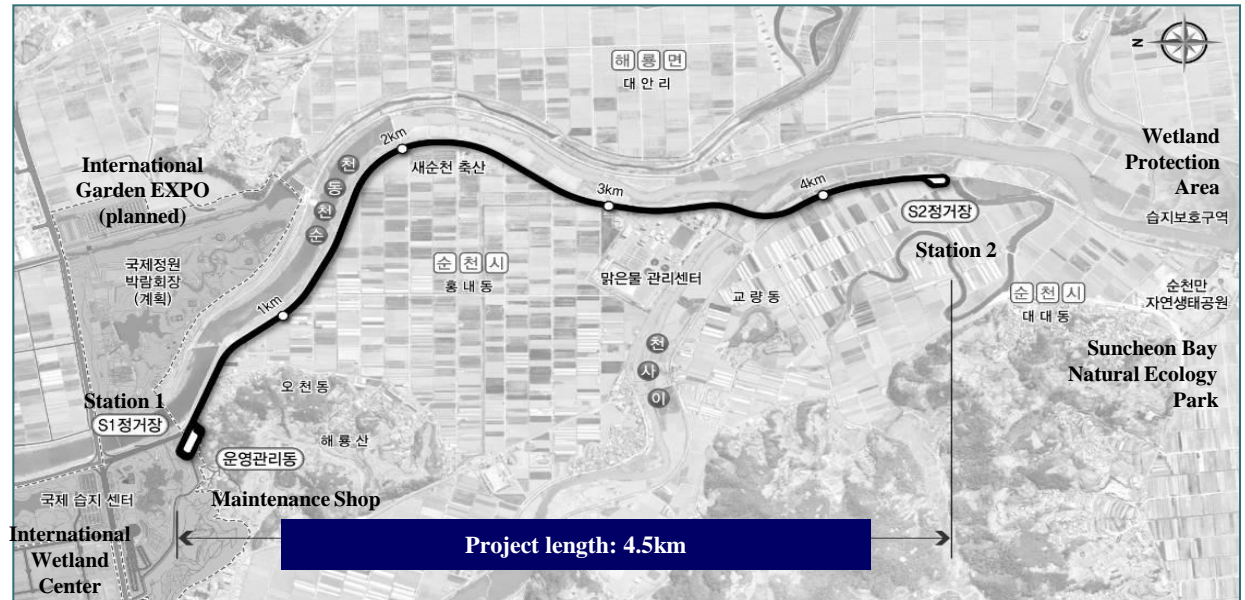 해룡면
대안리
N
Wetland
Protection
Area
습지보호구역
International
Garden EXPO
(planned)
국제정원
박람회장
(계획)
순천동천
2km
새순천 축산
3km
4km
S2정거장
Station 2
순천시
홍내동
맑은물 관리센터
교량동
순천시
대대동
순천만
자연생태공원
1km
이사천
Suncheon Bay
Natural Ecology
Park
오천동
해룡산
Station 1
S1정거장
운영관리동
Maintenance Shop
국제 습지 센터
International
Wetland
Center
Project length: 4.5km